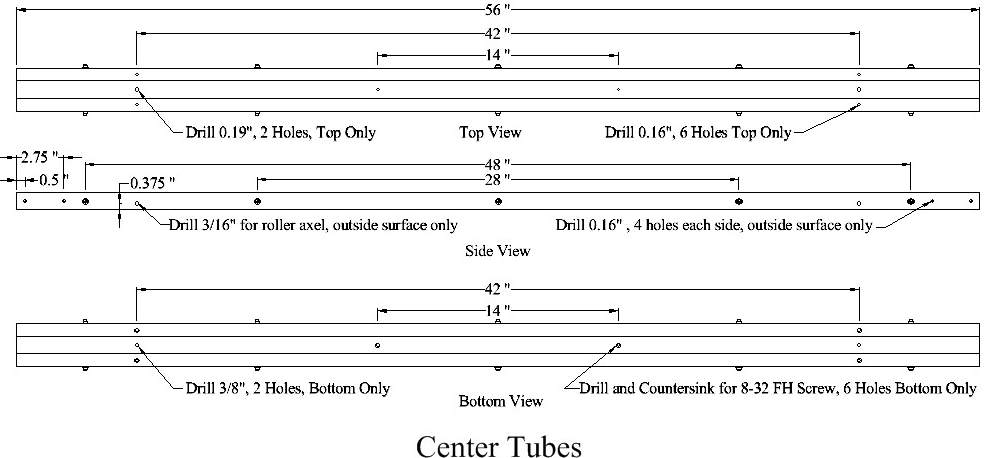 56 "
42 "
14 "
Drill 0.19", 2 Holes, Top Only
Top View
Drill 0.16", 6 Holes Top Only
2.75 "
48 "
0.5 "
0.375 "
28 "
Drill 3/16" for roller axel, outside surface only
Drill 0.16" , 4 holes each side, outside surface only
Side View
42 "
14 "
Drill 3/8", 2 Holes, Bottom Only
Drill and Countersink for 8-32 FH Screw, 6 Holes Bottom Only
Bottom View
Center Tubes